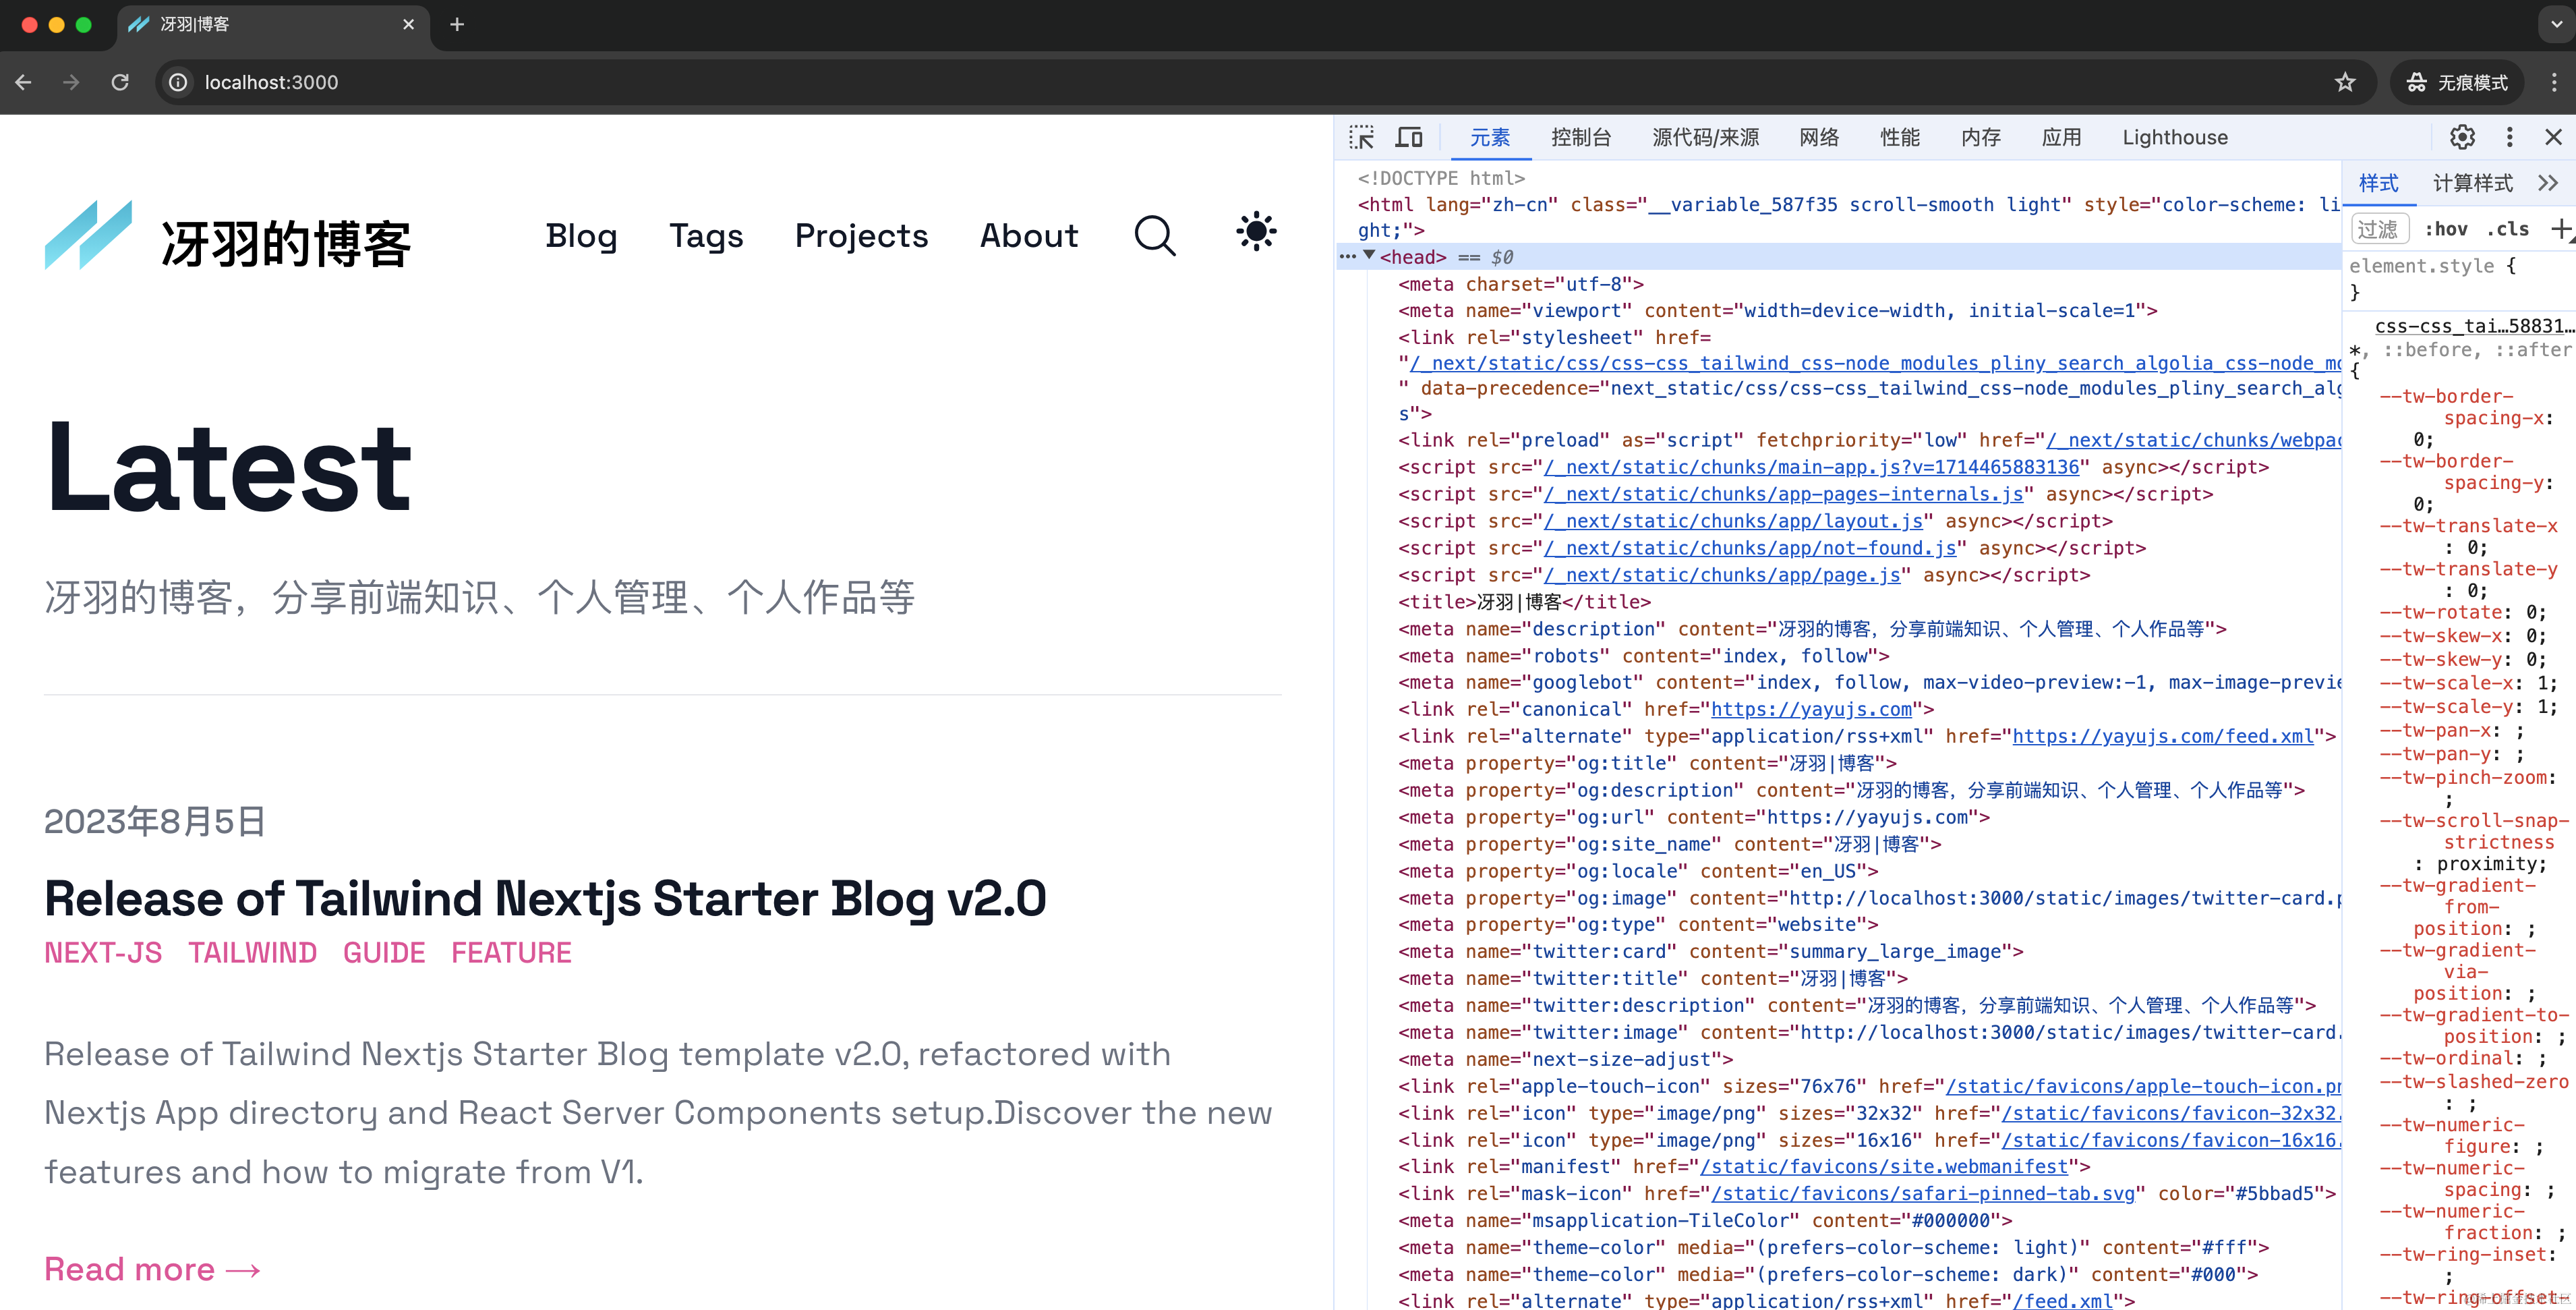 冴羽|博客
localhost:3000
无痕模式
冴羽的博客
Blog
Tags
Projects
About
Latest
冴羽的博客，分享前端知识、个人管理、个人作品等
2023年8月5日
Release of Tailwind Nextjs Starter Blog v2.0
NEXT-JS TAILWIND GUIDE FEATURE
Release of Tailwind Nextjs Starter Blog template v2.0, refactored with
Nextjs App directory and React Server Components setup.Discover the new
features and how to migrate from V1.
Read more →
元素 控制台 源代码/来源 网络 性能 内存 应用 Lighthouse
<!DOCTYPE html>
<html lang="zh-cn" class="__variable_587f35 scroll-smooth light" style="color-scheme: li
ght;">
<head> == $0
<meta charset="utf-8">
<meta name="viewport" content="width=device-width, initial-scale=1">
<link rel="stylesheet" href=
"/_next/static/css/css-css_tailwind_css-node_modules_pliny_search_algolia_css-node_mo
" data-precedence="next_static/css/css-css_tailwind_css-node_modules_pliny_search_alg
s">
<link rel="preload" as="script" fetchpriority="low" href="/_next/static/chunks/webpac
<script src="/_next/static/chunks/main-app.js?v=1714465883136" async></script>
<script src="/_next/static/chunks/app-pages-internals.js" async></script>
<script src="/_next/static/chunks/app/layout.js" async></script>
<script src="/_next/static/chunks/app/not-found.js" async></script>
<script src="/_next/static/chunks/app/page.js" async></script>
<title>冴羽|博客</title>
<meta name="description" content="冴羽的博客，分享前端知识、个人管理、个人作品等">
<meta name="robots" content="index, follow">
<meta name="googlebot" content="index, follow, max-video-preview:-1, max-image-previe
<link rel="canonical" href="https://yayujs.com">
<link rel="alternate" type="application/rss+xml" href="https://yayujs.com/feed.xml">
<meta property="og:title" content="冴羽|博客">
<meta property="og:description" content="冴羽的博客，分享前端知识、个人管理、个人作品等">
<meta property="og:url" content="https://yayujs.com">
<meta property="og:site_name" content="冴羽|博客">
<meta property="og:locale" content="en_US">
<meta property="og:image" content="http://localhost:3000/static/images/twitter-card.p
<meta property="og:type" content="website">
<meta name="twitter:card" content="summary_large_image">
<meta name="twitter:title" content="冴羽|博客">
<meta name="twitter:description" content="冴羽的博客，分享前端知识、个人管理、个人作品等">
<meta name="twitter:image" content="http://localhost:3000/static/images/twitter-card.
<meta name="next-size-adjust">
<link rel="apple-touch-icon" sizes="76x76" href="/static/favicons/apple-touch-icon.pn
<link rel="icon" type="image/png" sizes="32x32" href="/static/favicons/favicon-32x32.
<link rel="icon" type="image/png" sizes="16x16" href="/static/favicons/favicon-16x16.
<link rel="manifest" href="/static/favicons/site.webmanifest">
<link rel="mask-icon" href="/static/favicons/safari-pinned-tab.svg" color="#5bbad5">
<meta name="msapplication-TileColor" content="#000000">
<meta name="theme-color" media="(prefers-color-scheme: light)" content="#fff">
<meta name="theme-color" media="(prefers-color-scheme: dark)" content="#000">
<link rel="alternate" type="application/rss+xml" href="/feed.xml">
样式 计算样式
过滤 :hov .cls
element.style {
}
css-css_tai…58831…
*, ::before, ::after
{
--tw-border-
spacing-x:
0;
--tw-border-
spacing-y:
0;
--tw-translate-x
: 0;
--tw-translate-y
: 0;
--tw-rotate: 0;
--tw-skew-x: 0;
--tw-skew-y: 0;
--tw-scale-x: 1;
--tw-scale-y: 1;
--tw-pan-x: ;
--tw-pan-y: ;
--tw-pinch-zoom:
;
--tw-scroll-snap-
strictness
: proximity;
--tw-gradient-
from-
position: ;
--tw-gradient-
via-
position: ;
--tw-gradient-to-
position: ;
--tw-ordinal: ;
--tw-slashed-zero
: ;
--tw-numeric-
figure: ;
--tw-numeric-
spacing: ;
--tw-numeric-
fraction: ;
--tw-ring-inset:
;
--tw-ring-offset-